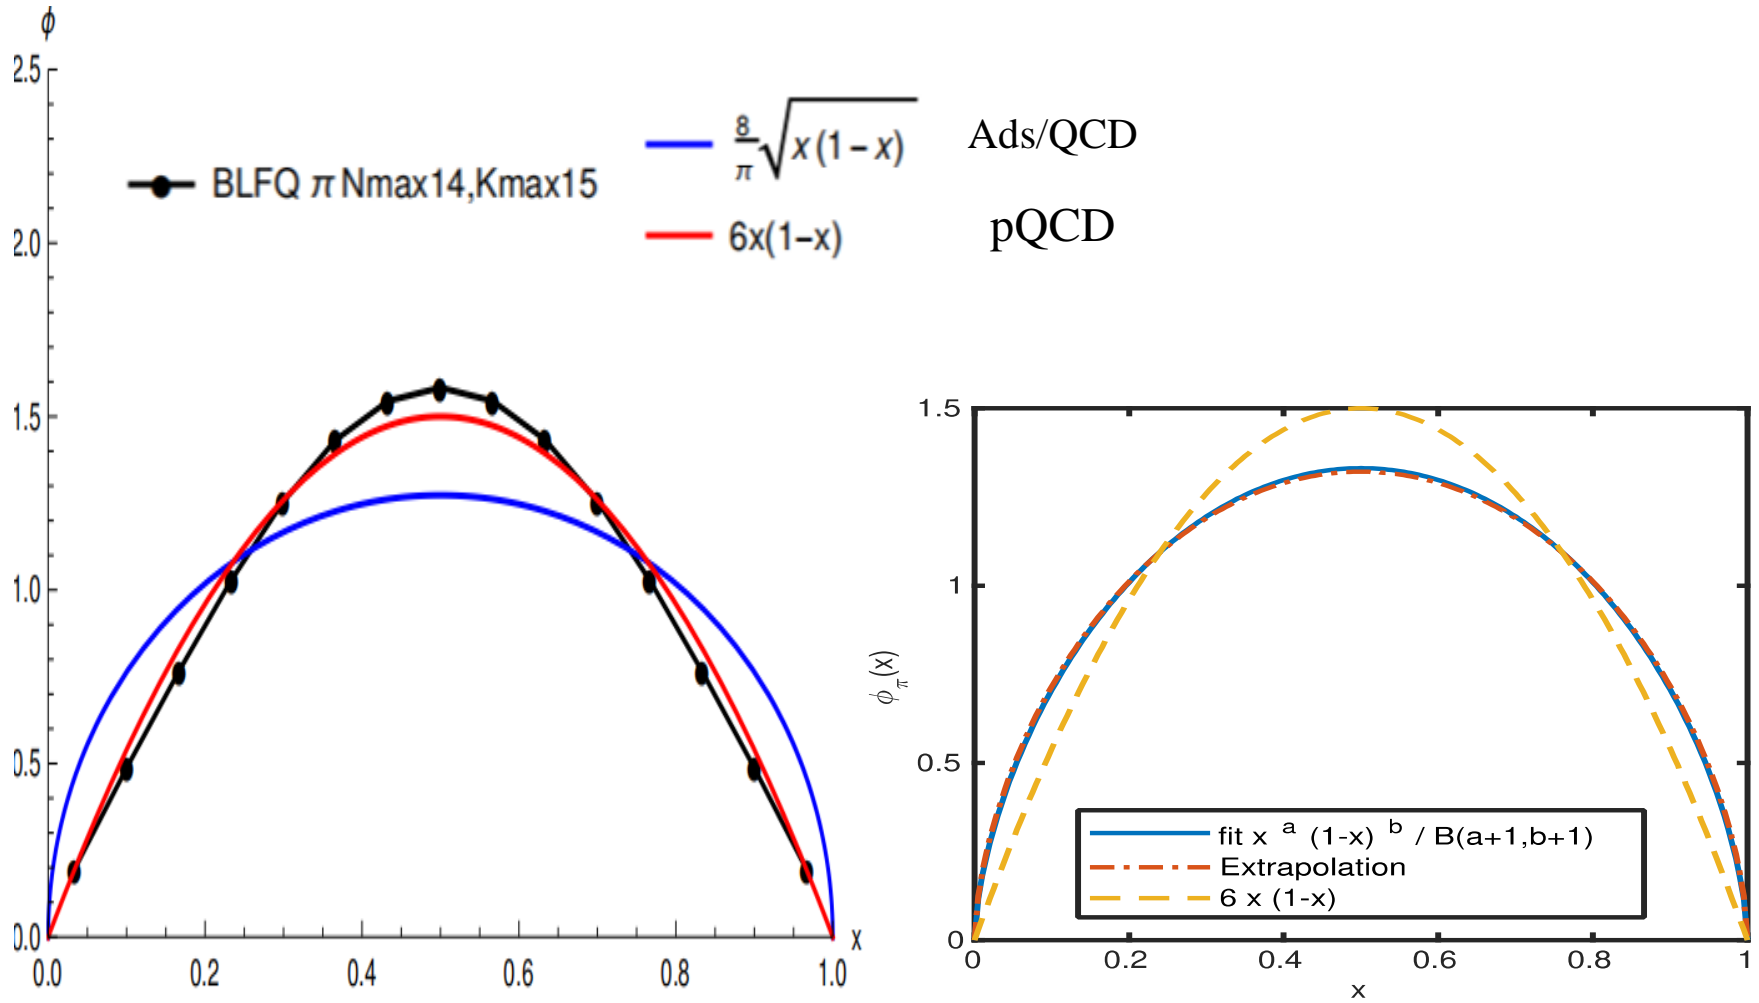 ϕ
2.5
2.0
1.5
1.0
0.5
0.0
0.0 0.2 0.4 0.6 0.8 1.0
x
BLFQ π Nmax14,Kmax15
8/π √x(1−x)
6x(1−x)
Ads/QCD
pQCD
1.5
1
0.5
0
0 0.2 0.4 0.6 0.8 1
x
ϕπ(x)
fit x a (1-x) b / B(a+1,b+1)
Extrapolation
6 x (1-x)